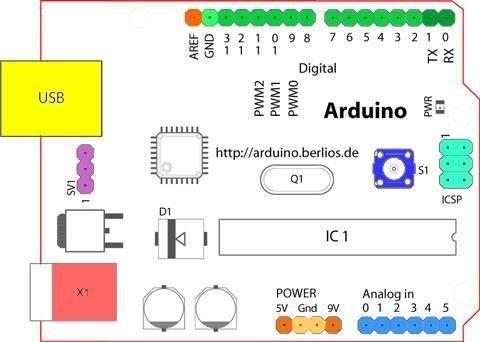 AREF
GND
13
12
11
10
9
8
7
6
5
4
3
2
TX 1
RX 0
Digital
PWM2
PWM1
PWM0
USB
Arduino
PWR
http://arduino.berlios.de
1
ICSP
S1
Q1
SV1
1
D1
IC 1
X1
POWER
5V Gnd 9V
Analog in
0 1 2 3 4 5